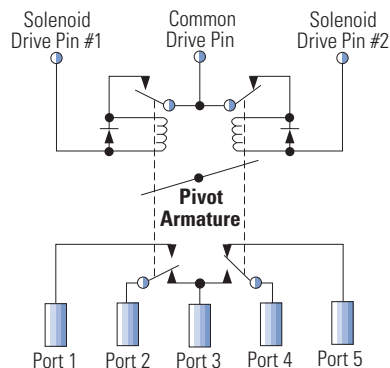 Solenoid
Drive Pin #1
Common
Drive Pin
Solenoid
Drive Pin #2
Pivot
Armature
Port 1
Port 2
Port 3
Port 4
Port 5